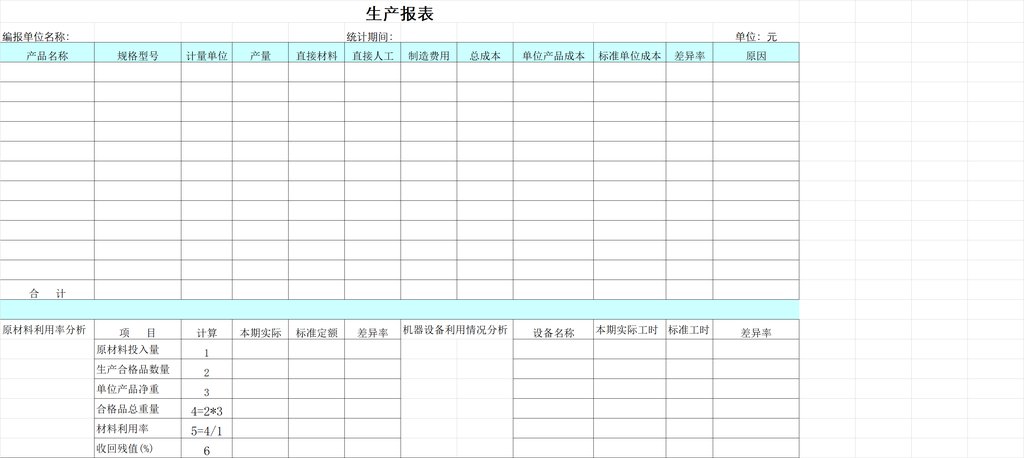 生产报表
编报单位名称: 统计期间: 单位: 元
产品名称 规格型号 计量单位 产量 直接材料 直接人工 制造费用 总成本 单位产品成本 标准单位成本 差异率 原因
合 计
原材料利用率分析 项 目 计算 本期实际 标准定额 差异率 机器设备利用情况分析 设备名称 本期实际工时 标准工时 差异率
原材料投入量 1
生产合格品数量 2
单位产品净重 3
合格品总重量 4=2*3
材料利用率 5=4/1
收回残值(%) 6